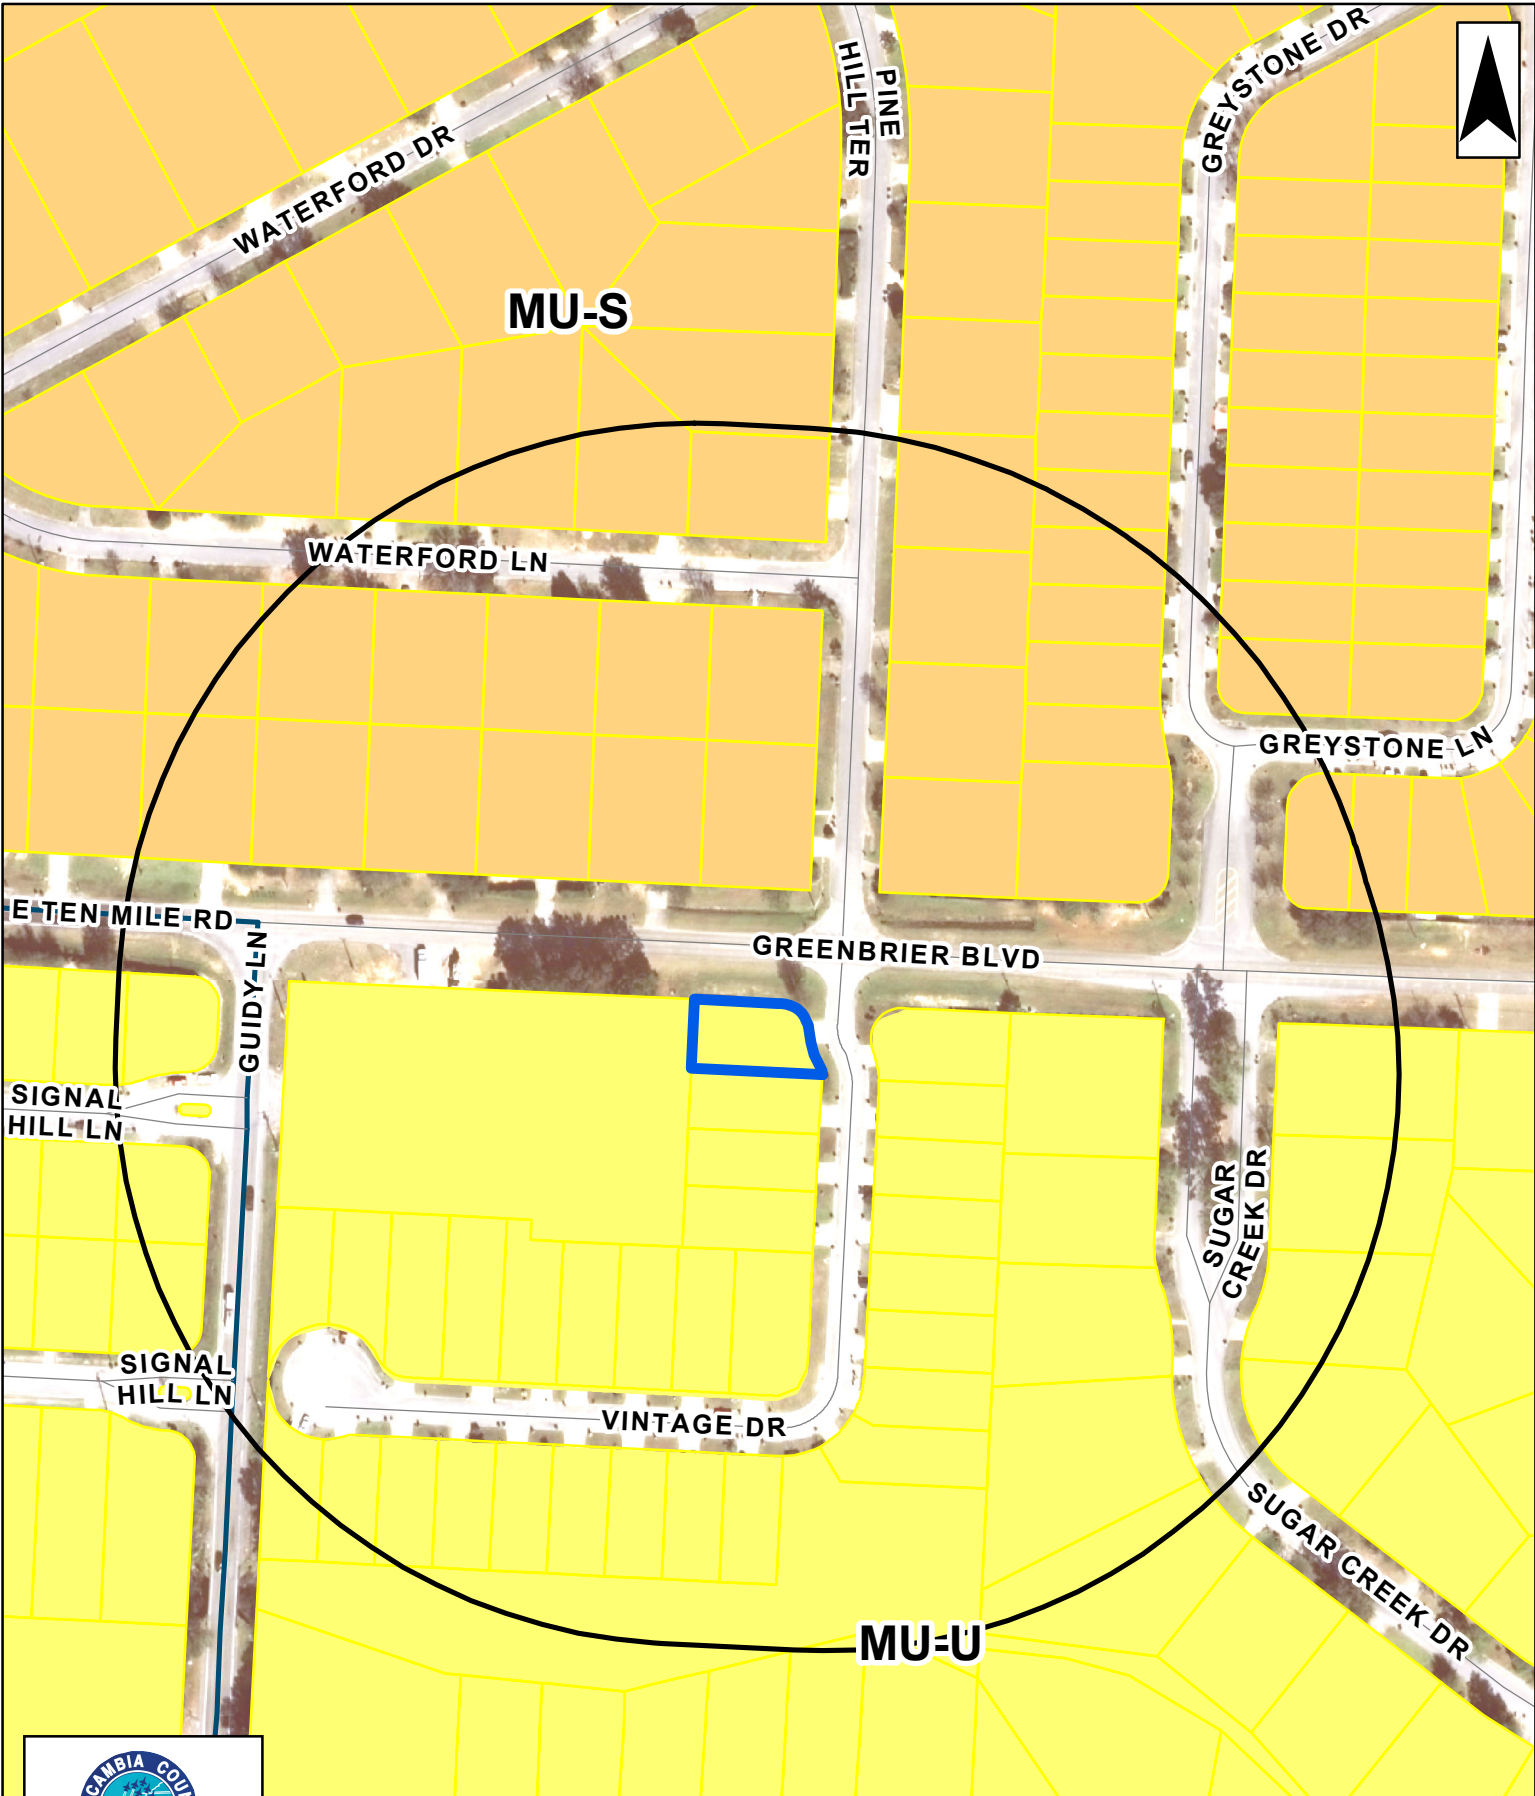 GREYSTONE DR
PINE
HILL TER
WATERFORD DR
MU-S
WATERFORD LN
GREYSTONE LN
E TEN MILE RD
GREENBRIER BLVD
GUIDY LN
SIGNAL
HILL LN
SUGAR
CREEK DR
SIGNAL
HILL LN
VINTAGE DR
SUGAR CREEK DR
MU-U